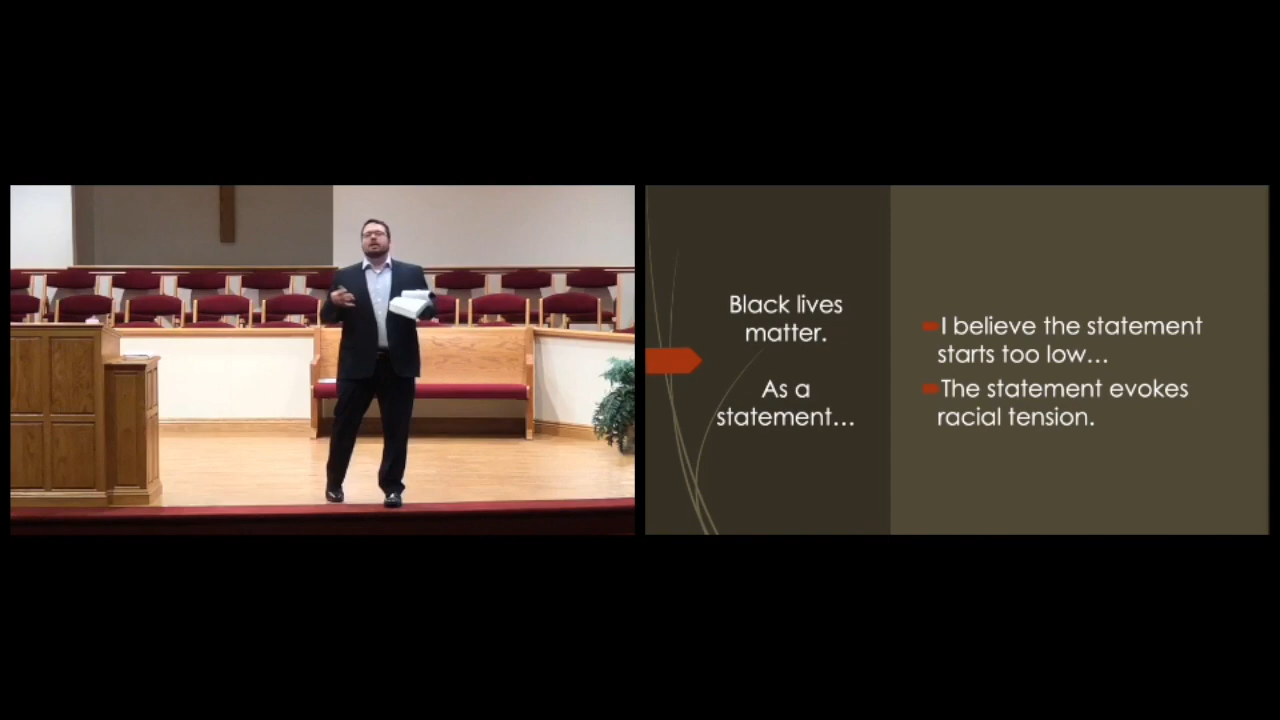 Black lives
matter.
As a
statement…
I believe the statement
starts too low…
The statement evokes
racial tension.